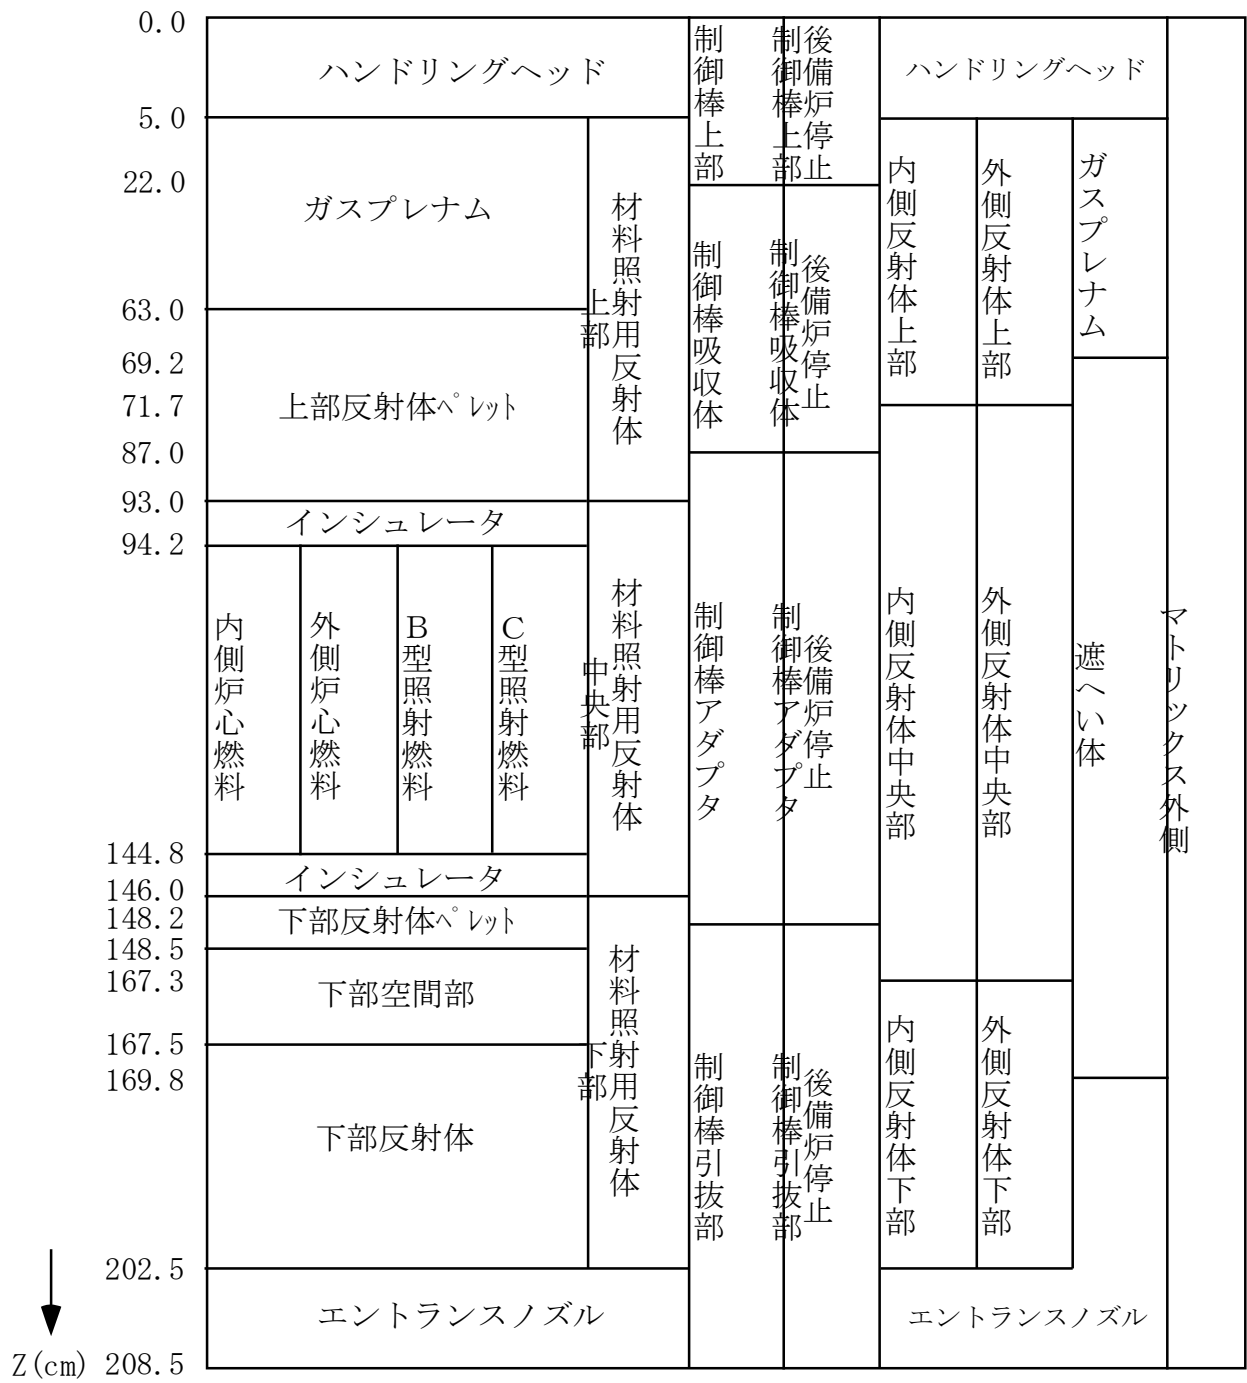 0.0
5.0
22.0
63.0
69.2
71.7
87.0
93.0
94.2
144.8
146.0
148.2
148.5
167.3
167.5
169.8
202.5
208.5
Z(cm)
ハンドリングヘッド
ガスプレナム
上部反射体ﾍﾟﾚｯﾄ
インシュレータ
内側炉心燃料
外側炉心燃料
B型照射燃料
C型照射燃料
インシュレータ
下部反射体ﾍﾟﾚｯﾄ
下部空間部
下部反射体
エントランスノズル
材料照射用反射体
上部
材料照射用反射体
中央部
材料照射用反射体
下部
制御棒上部
制御棒吸収体
制御棒アダプタ
制御棒引抜部
後備炉停止
制御棒上部
後備炉停止
制御棒吸収体
後備炉停止
制御棒アダプタ
後備炉停止
制御棒引抜部
ハンドリングヘッド
内側反射体上部
外側反射体上部
ガスプレナム
内側反射体中央部
外側反射体中央部
遮へい体
内側反射体下部
外側反射体下部
エントランスノズル
マトリックス外側